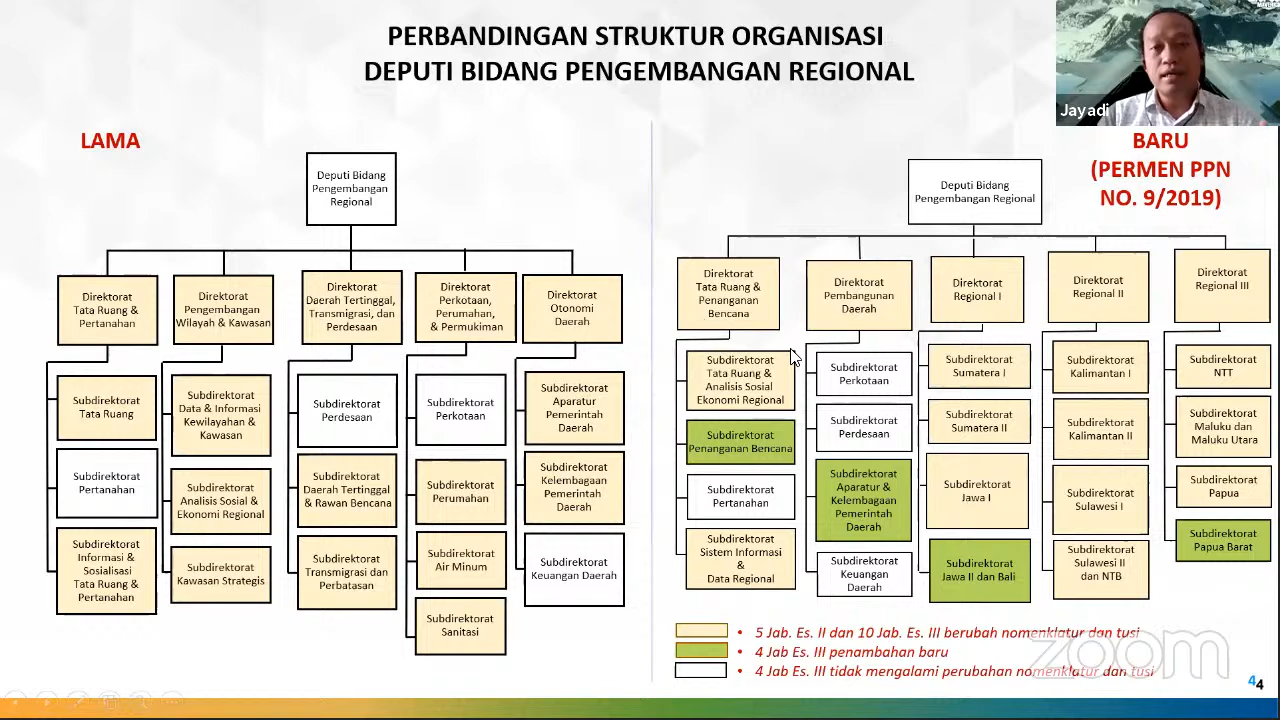 PERBANDINGAN STRUKTUR ORGANISASI
DEPUTI BIDANG PENGEMBANGAN REGIONAL
Jayadi
LAMA
Deputi Bidang
Pengembangan
Regional
Direktorat
Tata Ruang &
Pertanahan
Direktorat
Pengembangan
Wilayah & Kawasan
Direktorat
Daerah Tertinggal,
Transmigrasi, dan
Perdesaan
Direktorat
Perkotaan,
Perumahan,
& Permukiman
Direktorat
Otonomi
Daerah
Subdirektorat
Tata Ruang
Subdirektorat
Pertanahan
Subdirektorat
Informasi &
Sosialisasi
Tata Ruang &
Pertanahan
Subdirektorat
Data & Informasi
Kewilayahan &
Kawasan
Subdirektorat
Analisis Sosial &
Ekonomi Regional
Subdirektorat
Kawasan Strategis
Subdirektorat
Perdesaan
Subdirektorat
Daerah Tertinggal
& Rawan Bencana
Subdirektorat
Transmigrasi dan
Perbatasan
Subdirektorat
Perkotaan
Subdirektorat
Perumahan
Subdirektorat
Air Minum
Subdirektorat
Sanitasi
Subdirektorat
Aparatur
Pemerintah
Daerah
Subdirektorat
Kelembagaan
Pemerintah
Daerah
Subdirektorat
Keuangan Daerah
BARU
(PERMEN PPN
NO. 9/2019)
Deputi Bidang
Pengembangan Regional
Direktorat
Tata Ruang &
Penanganan
Bencana
Direktorat
Pembangunan
Daerah
Direktorat
Regional I
Direktorat
Regional II
Direktorat
Regional III
Subdirektorat
Tata Ruang &
Analisis Sosial
Ekonomi Regional
Subdirektorat
Penanganan Bencana
Subdirektorat
Pertanahan
Subdirektorat
Sistem Informasi
&
Data Regional
Subdirektorat
Perkotaan
Subdirektorat
Perdesaan
Subdirektorat
Aparatur &
Kelembagaan
Pemerintah
Daerah
Subdirektorat
Keuangan
Daerah
Subdirektorat
Sumatera I
Subdirektorat
Sumatera II
Subdirektorat
Jawa I
Subdirektorat
Jawa II dan Bali
Subdirektorat
Kalimantan I
Subdirektorat
Kalimantan II
Subdirektorat
Sulawesi I
Subdirektorat
Sulawesi II
dan NTB
Subdirektorat
NTT
Subdirektorat
Maluku dan
Maluku Utara
Subdirektorat
Papua
Subdirektorat
Papua Barat
• 5 Jab. Es. II dan 10 Jab. Es. III berubah nomenklatur dan tusi
• 4 Jab Es. III penambahan baru
• 4 Jab Es. III tidak mengalami perubahan nomenklatur dan tusi
zoom
44